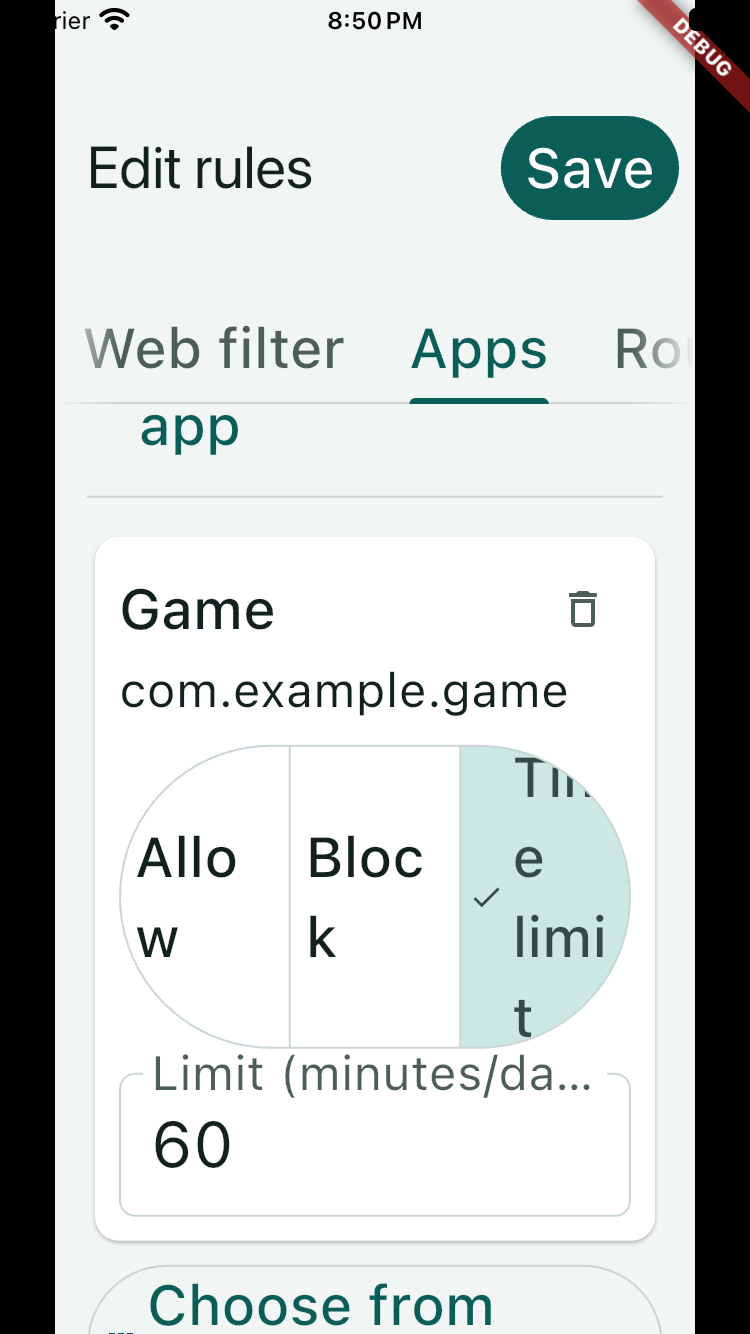 8:50 PM
DEBUG
Edit rules
Save
Web filter
Apps
app
Game
com.example.game
Allo
w
Bloc
k
e
limi
t
Limit (minutes/da...
60
Choose from